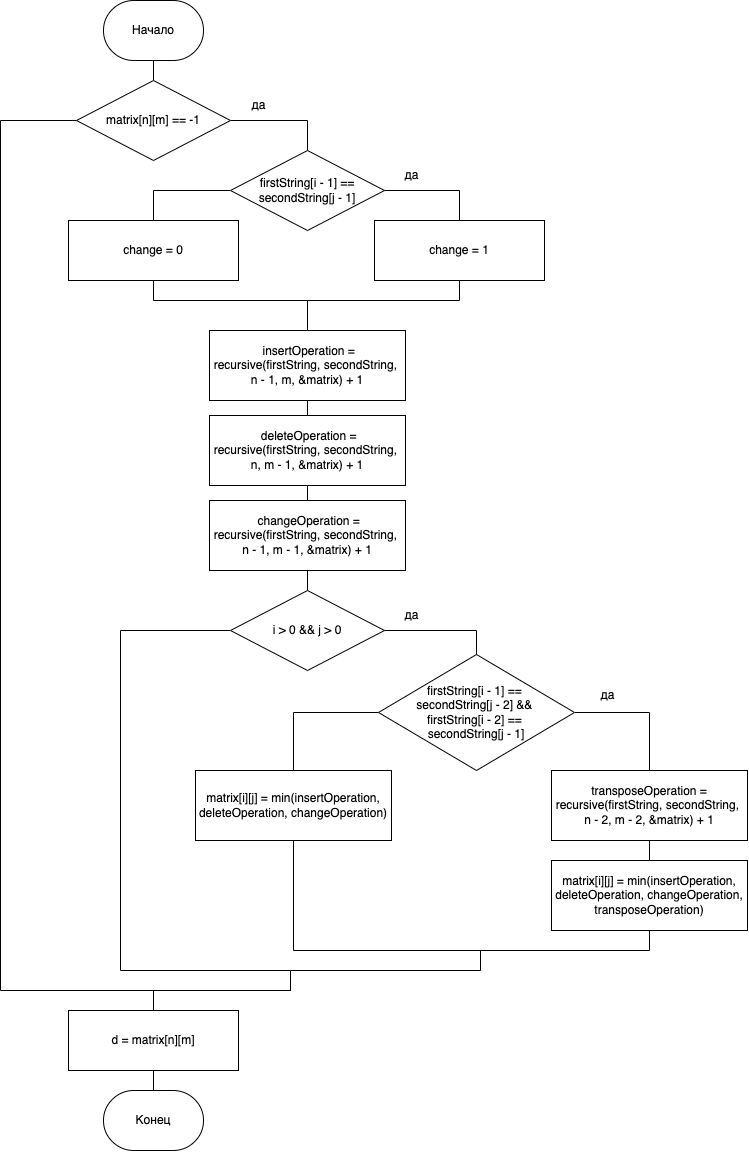 Начало
matrix[n][m] == -1
да
firstString[i - 1] ==
secondString[j - 1]
да
change = 0
change = 1
insertOperation =
recursive(firstString, secondString,
n - 1, m, &matrix) + 1
deleteOperation =
recursive(firstString, secondString,
n, m - 1, &matrix) + 1
changeOperation =
recursive(firstString, secondString,
n - 1, m - 1, &matrix) + 1
i > 0 && j > 0
да
firstString[i - 1] ==
secondString[j - 2] &&
firstString[i - 2] ==
secondString[j - 1]
да
matrix[i][j] = min(insertOperation,
deleteOperation, changeOperation)
transposeOperation =
recursive(firstString, secondString,
n - 2, m - 2, &matrix) + 1
matrix[i][j] = min(insertOperation,
deleteOperation, changeOperation,
transposeOperation)
d = matrix[n][m]
Конец